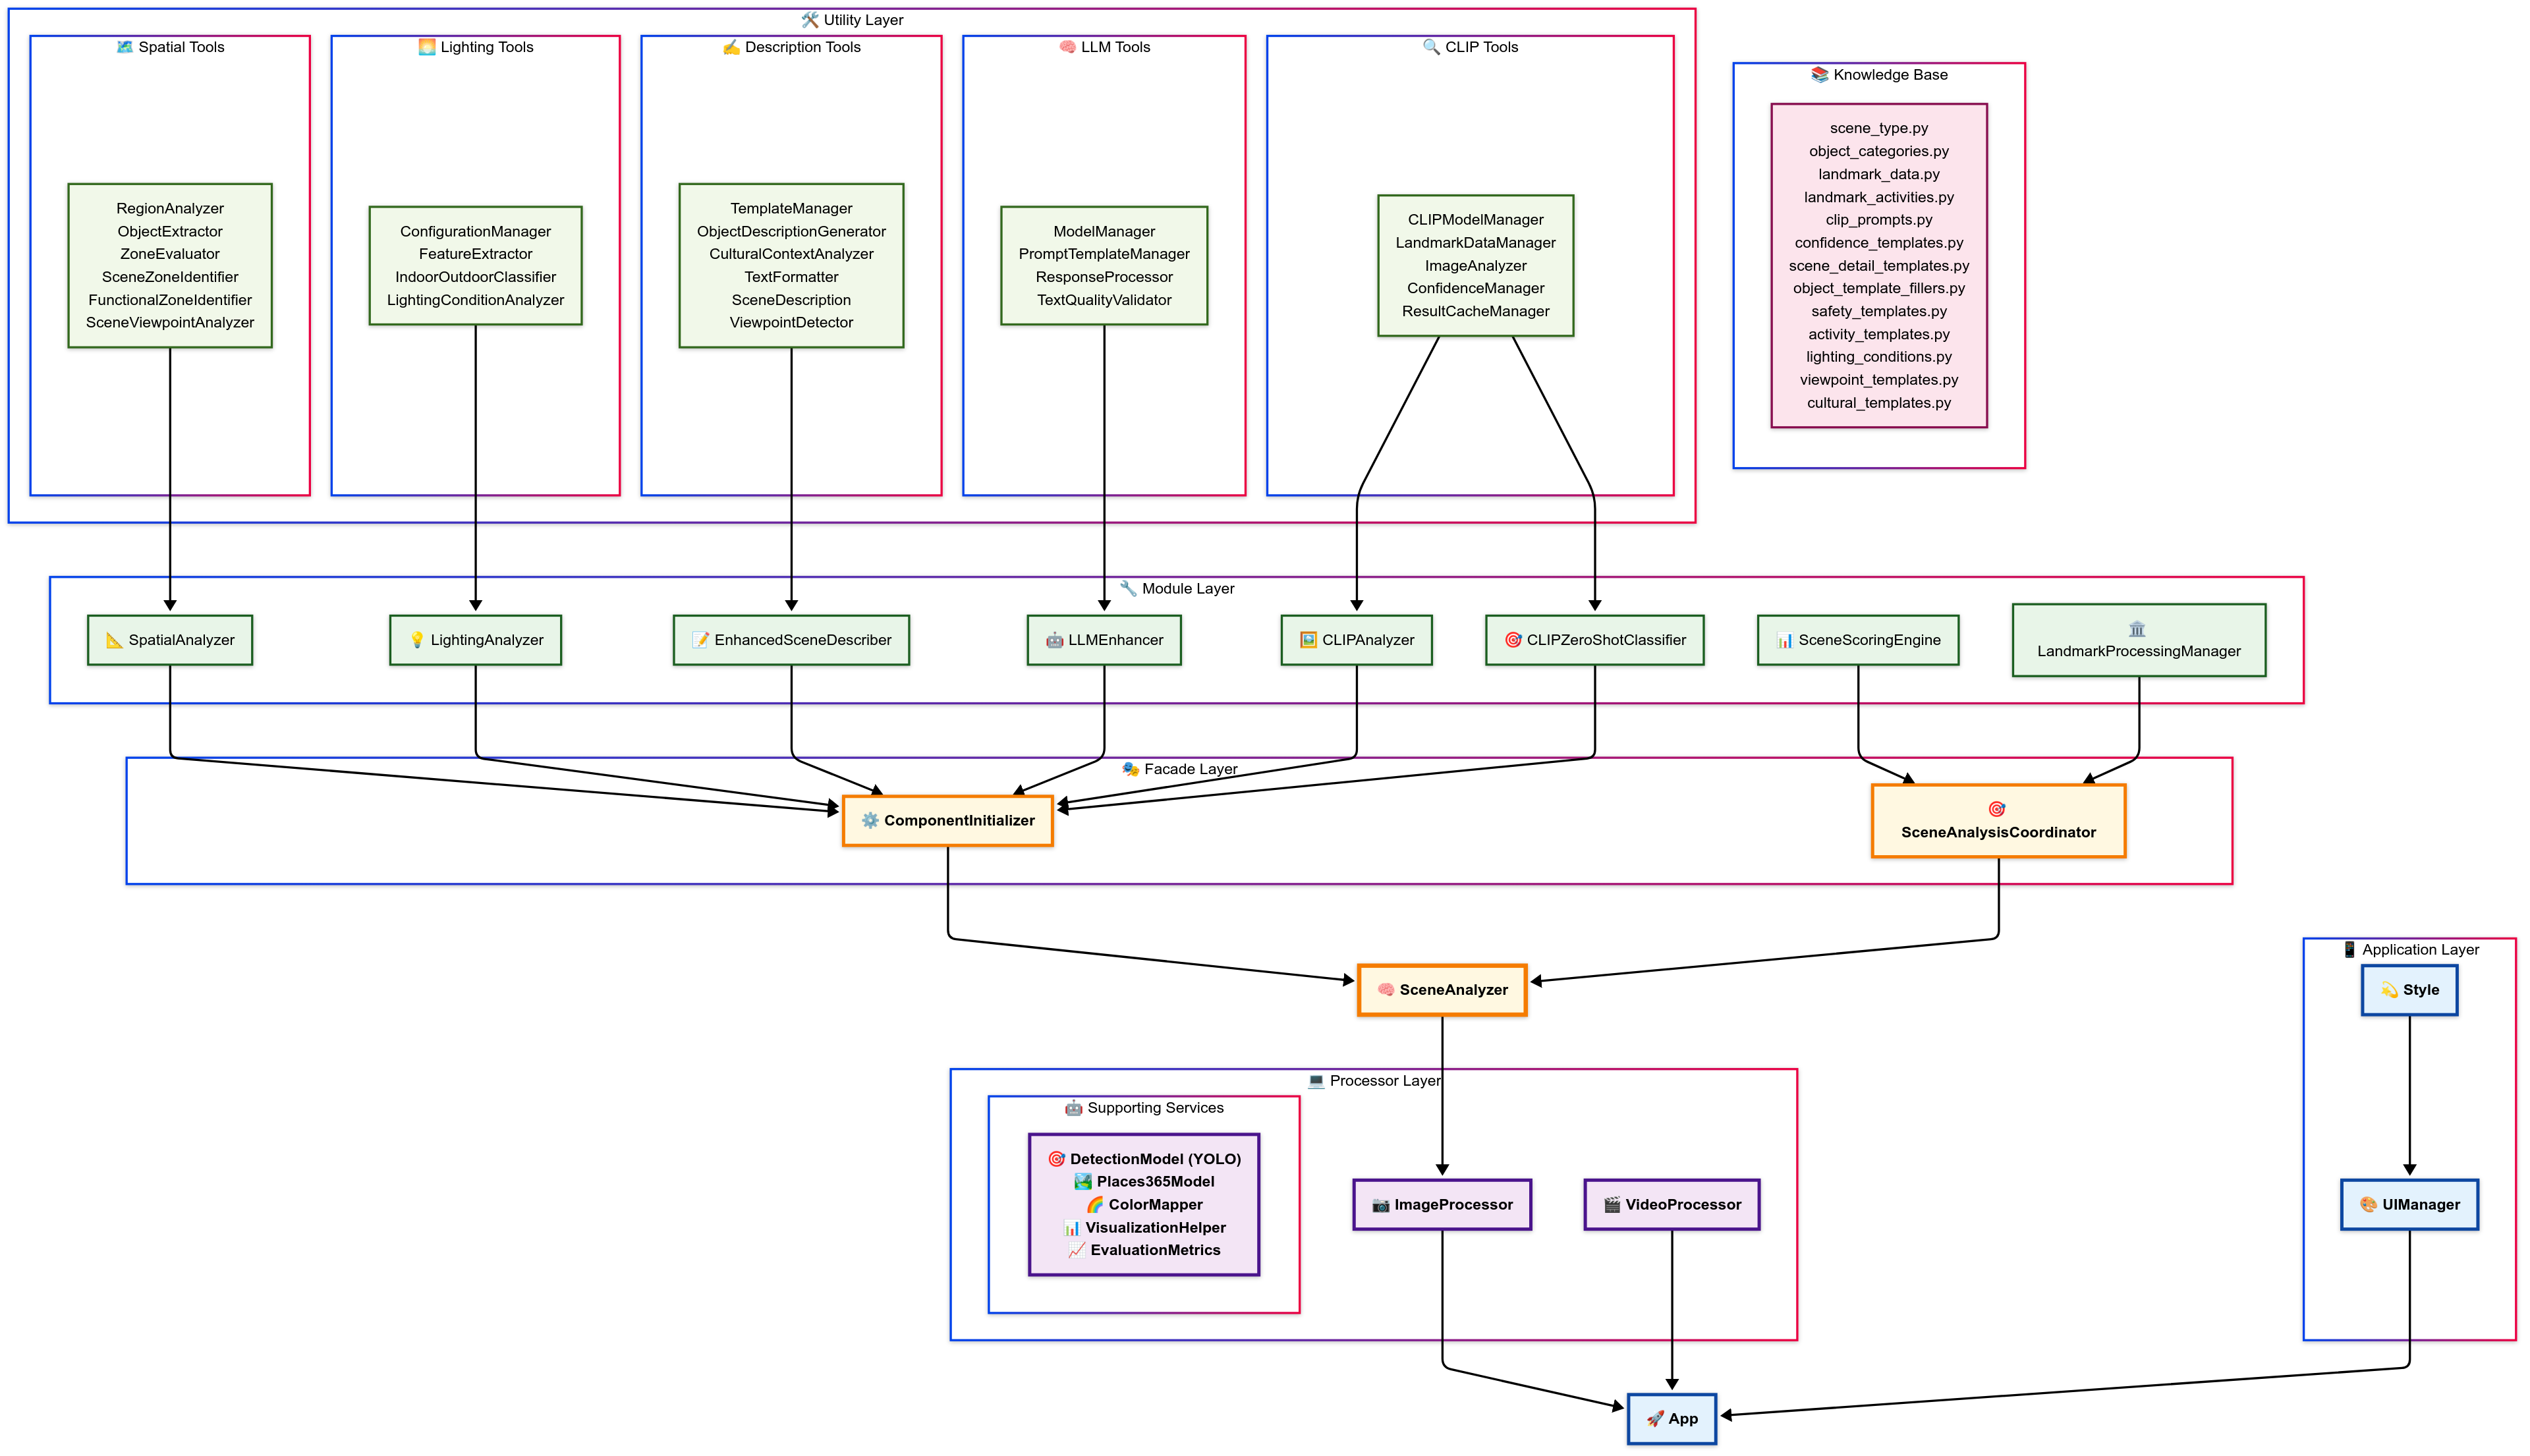 🛠️ Utility Layer
🗺️ Spatial Tools
RegionAnalyzer
ObjectExtractor
ZoneEvaluator
SceneZoneIdentifier
FunctionalZoneIdentifier
SceneViewpointAnalyzer
🌅 Lighting Tools
ConfigurationManager
FeatureExtractor
IndoorOutdoorClassifier
LightingConditionAnalyzer
✍️ Description Tools
TemplateManager
ObjectDescriptionGenerator
CulturalContextAnalyzer
TextFormatter
SceneDescription
ViewpointDetector
🧠 LLM Tools
ModelManager
PromptTemplateManager
ResponseProcessor
TextQualityValidator
🔍 CLIP Tools
CLIPModelManager
LandmarkDataManager
ImageAnalyzer
ConfidenceManager
ResultCacheManager
📚 Knowledge Base
scene_type.py
object_categories.py
landmark_data.py
landmark_activities.py
clip_prompts.py
confidence_templates.py
scene_detail_templates.py
object_template_fillers.py
safety_templates.py
activity_templates.py
lighting_conditions.py
viewpoint_templates.py
cultural_templates.py
🔧 Module Layer
📐 SpatialAnalyzer
💡 LightingAnalyzer
📝 EnhancedSceneDescriber
🤖 LLMEnhancer
🖼️ CLIPAnalyzer
🎯 CLIPZeroShotClassifier
📊 SceneScoringEngine
🏛️
LandmarkProcessingManager
🎭 Facade Layer
⚙️ ComponentInitializer
🎯
SceneAnalysisCoordinator
🧠 SceneAnalyzer
📱 Application Layer
💫 Style
🎨 UIManager
💻 Processor Layer
🤖 Supporting Services
🎯 DetectionModel (YOLO)
🏞️ Places365Model
🌈 ColorMapper
📊 VisualizationHelper
📈 EvaluationMetrics
📷 ImageProcessor
🎬 VideoProcessor
🚀 App